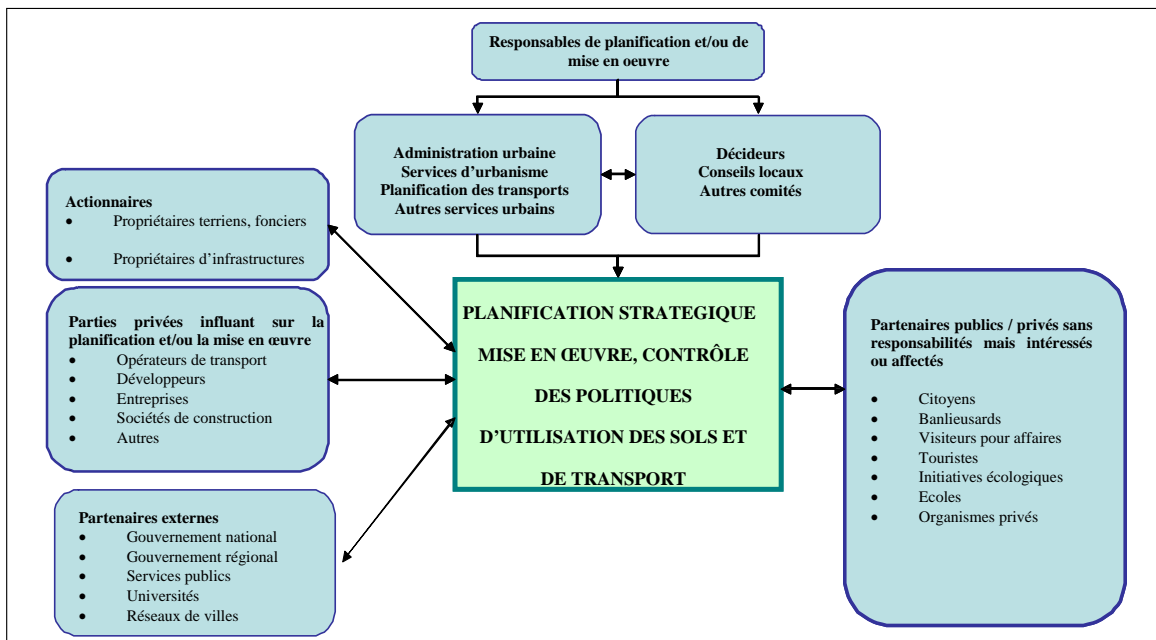 Responsables de planification et/ou de
mise en oeuvre
Administration urbaine
Services d'urbanisme
Planification des transports
Autres services urbains
Décideurs
Conseils locaux
Autres comités
Actionnaires
• Propriétaires terriens, fonciers
• Propriétaires d'infrastructures
Parties privées influant sur la
planification et/ou la mise en œuvre
• Opérateurs de transport
• Développeurs
• Entreprises
• Sociétés de construction
• Autres
Partenaires externes
• Gouvernement national
• Gouvernement régional
• Services publics
• Universités
• Réseaux de villes
PLANIFICATION STRATEGIQUE
MISE EN ŒUVRE, CONTRÔLE
DES POLITIQUES
D'UTILISATION DES SOLS ET
DE TRANSPORT
Partenaires publics / privés sans
responsabilités mais intéressés
ou affectés
• Citoyens
• Banlieusards
• Visiteurs pour affaires
• Touristes
• Initiatives écologiques
• Ecoles
• Organismes privés